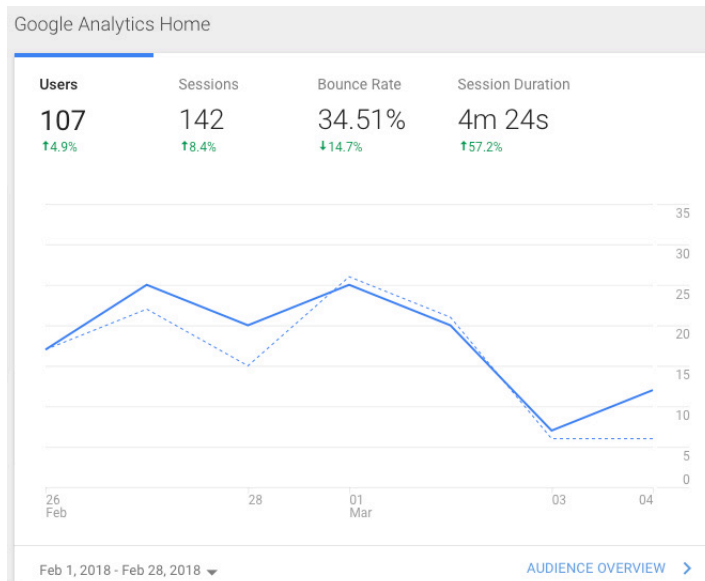 Google Analytics Home
Users Sessions Bounce Rate Session Duration
107 142 34.51% 4m 24s
↑4.9% ↑8.4% ↓14.7% ↑57.2%
35
30
25
20
15
10
5
0
26 28 01 03 04
Feb Mar
Feb 1, 2018 - Feb 28, 2018 AUDIENCE OVERVIEW